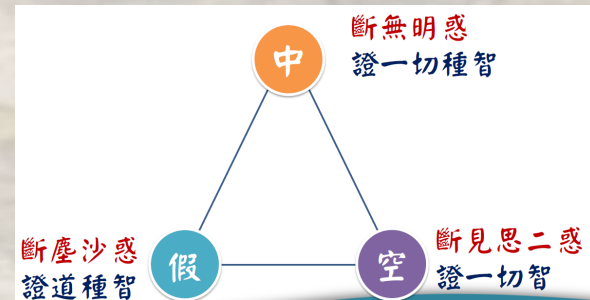 中
斷無明惑
證一切種智
假
斷塵沙惑
證道種智
空
斷見思二惑
證一切智